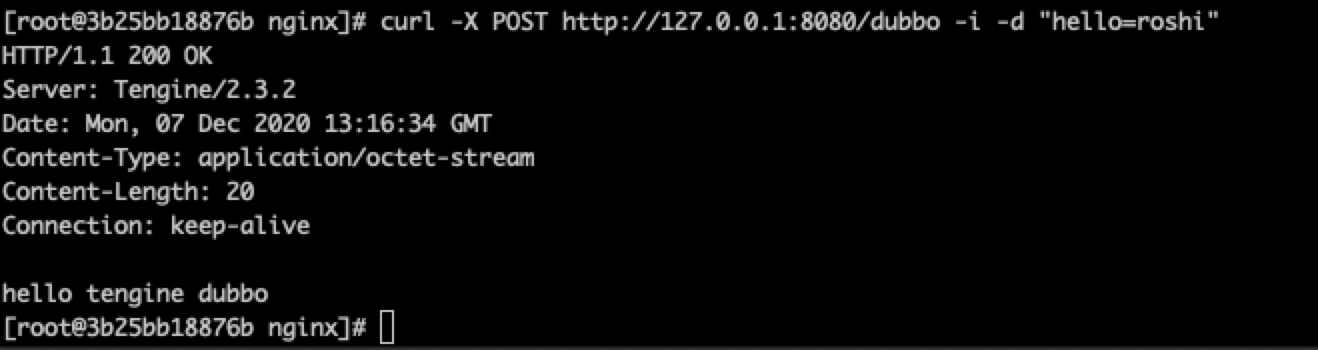 [root@3b25bb18876b nginx]# curl -X POST http://127.0.0.1:8080/dubbo -i -d "hello=roshi"
HTTP/1.1 200 OK
Server: Tengine/2.3.2
Date: Mon, 07 Dec 2020 13:16:34 GMT
Content-Type: application/octet-stream
Content-Length: 20
Connection: keep-alive
hello tengine dubbo
[root@3b25bb18876b nginx]#